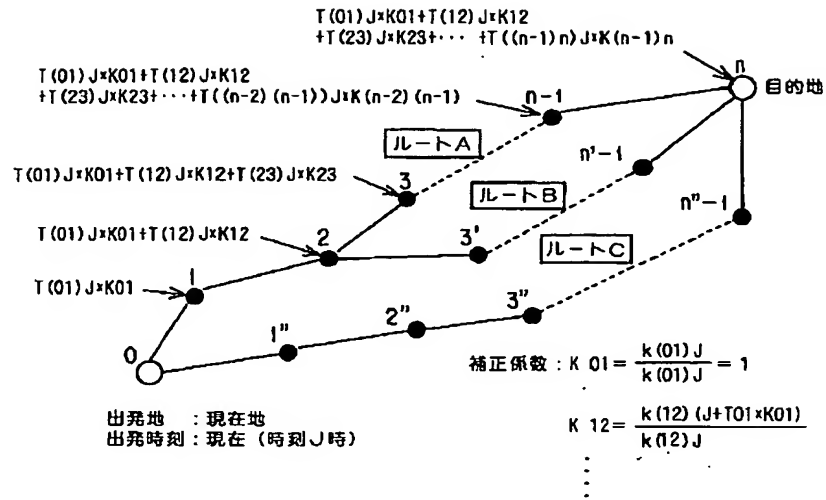 T(01)J×K01+T(12)J×K12
+T(23)J×K23+・・・ +T((n-1)n)J×K(n-1)n
n
目的地
T(01)J×K01+T(12)J×K12
+T(23)J×K23+・・・+T((n-2)(n-1))J×K(n-2)(n-1)
n-1
ルートA
n'-1
T(01)J×K01+T(12)J×K12+T(23)J×K23
3
ルートB
n"-1
T(01)J×K01+T(12)J×K12
2
3'
ルートC
T(01)J×K01
1
3"
2"
1"
0
補正係数:K 01= k(01)J / k(01)J = 1
出発地 :現在地
出発時刻:現在(時刻J時)
K 12= k(12)(J+T01×K01) / k(12)J